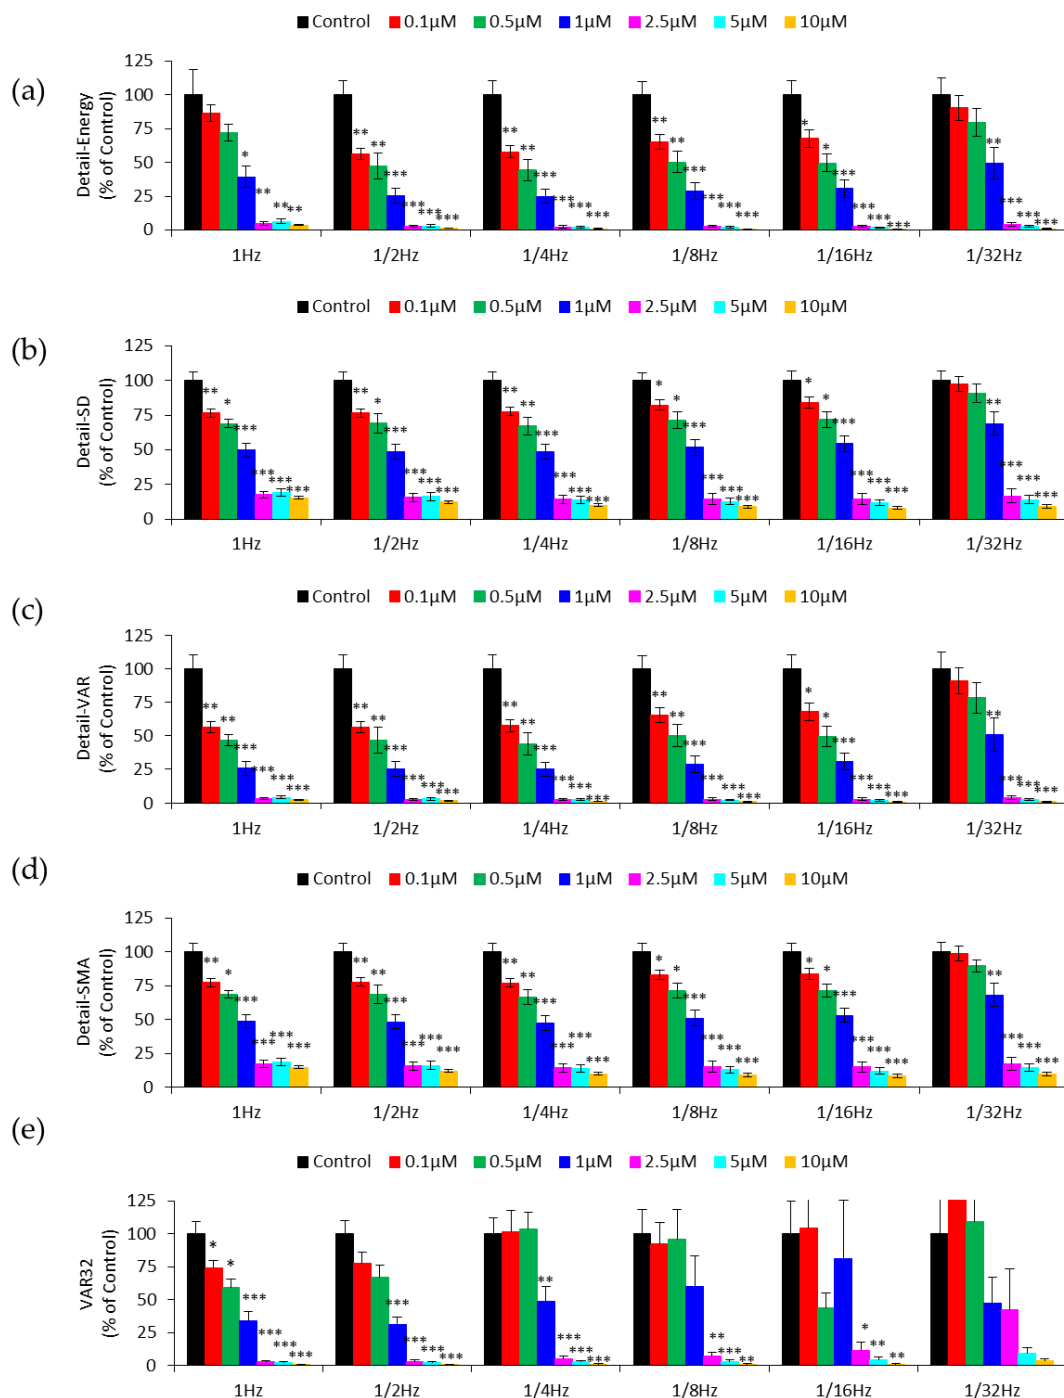 Control 0.1µM 0.5µM 1µM 2.5µM 5µM 10µM
(a)
Detail-Energy
(% of Control)
125
100
75
50
25
0
** ** * * *
** ** ** *
* *** *** *** *** ***
** ** ** *** *** *** *** *** *** *** *** *** *** *** *** *** *** ***
1Hz 1/2Hz 1/4Hz 1/8Hz 1/16Hz 1/32Hz
Control 0.1µM 0.5µM 1µM 2.5µM 5µM 10µM
(b)
Detail-SD
(% of Control)
125
100
75
50
25
0
** * *** *** *** ***
** * *** *** *** ***
** ** *** *** *** ***
* * *** *** *** ***
* * *** *** *** ***
** *** *** ***
1Hz 1/2Hz 1/4Hz 1/8Hz 1/16Hz 1/32Hz
Control 0.1µM 0.5µM 1µM 2.5µM 5µM 10µM
(c)
Detail-VAR
(% of Control)
125
100
75
50
25
0
** ** *** *** *** ***
** ** *** *** *** ***
** ** *** *** *** ***
** ** *** *** *** ***
* * *** *** *** ***
** *** *** ***
1Hz 1/2Hz 1/4Hz 1/8Hz 1/16Hz 1/32Hz
(d)
Control 0.1µM 0.5µM 1µM 2.5µM 5µM 10µM
Detail-SMA
(% of Control)
125
100
75
50
25
0
** * *** *** *** ***
** ** *** *** *** ***
** ** *** *** *** ***
* * *** *** *** ***
* * *** *** *** ***
** *** *** ***
1Hz 1/2Hz 1/4Hz 1/8Hz 1/16Hz 1/32Hz
(e)
Control 0.1µM 0.5µM 1µM 2.5µM 5µM 10µM
VAR32
(% of Control)
125
100
75
50
25
0
* * *** *** *** ***
*** *** *** ***
** *** *** ***
** *** **
* ** **
1Hz 1/2Hz 1/4Hz 1/8Hz 1/16Hz 1/32Hz